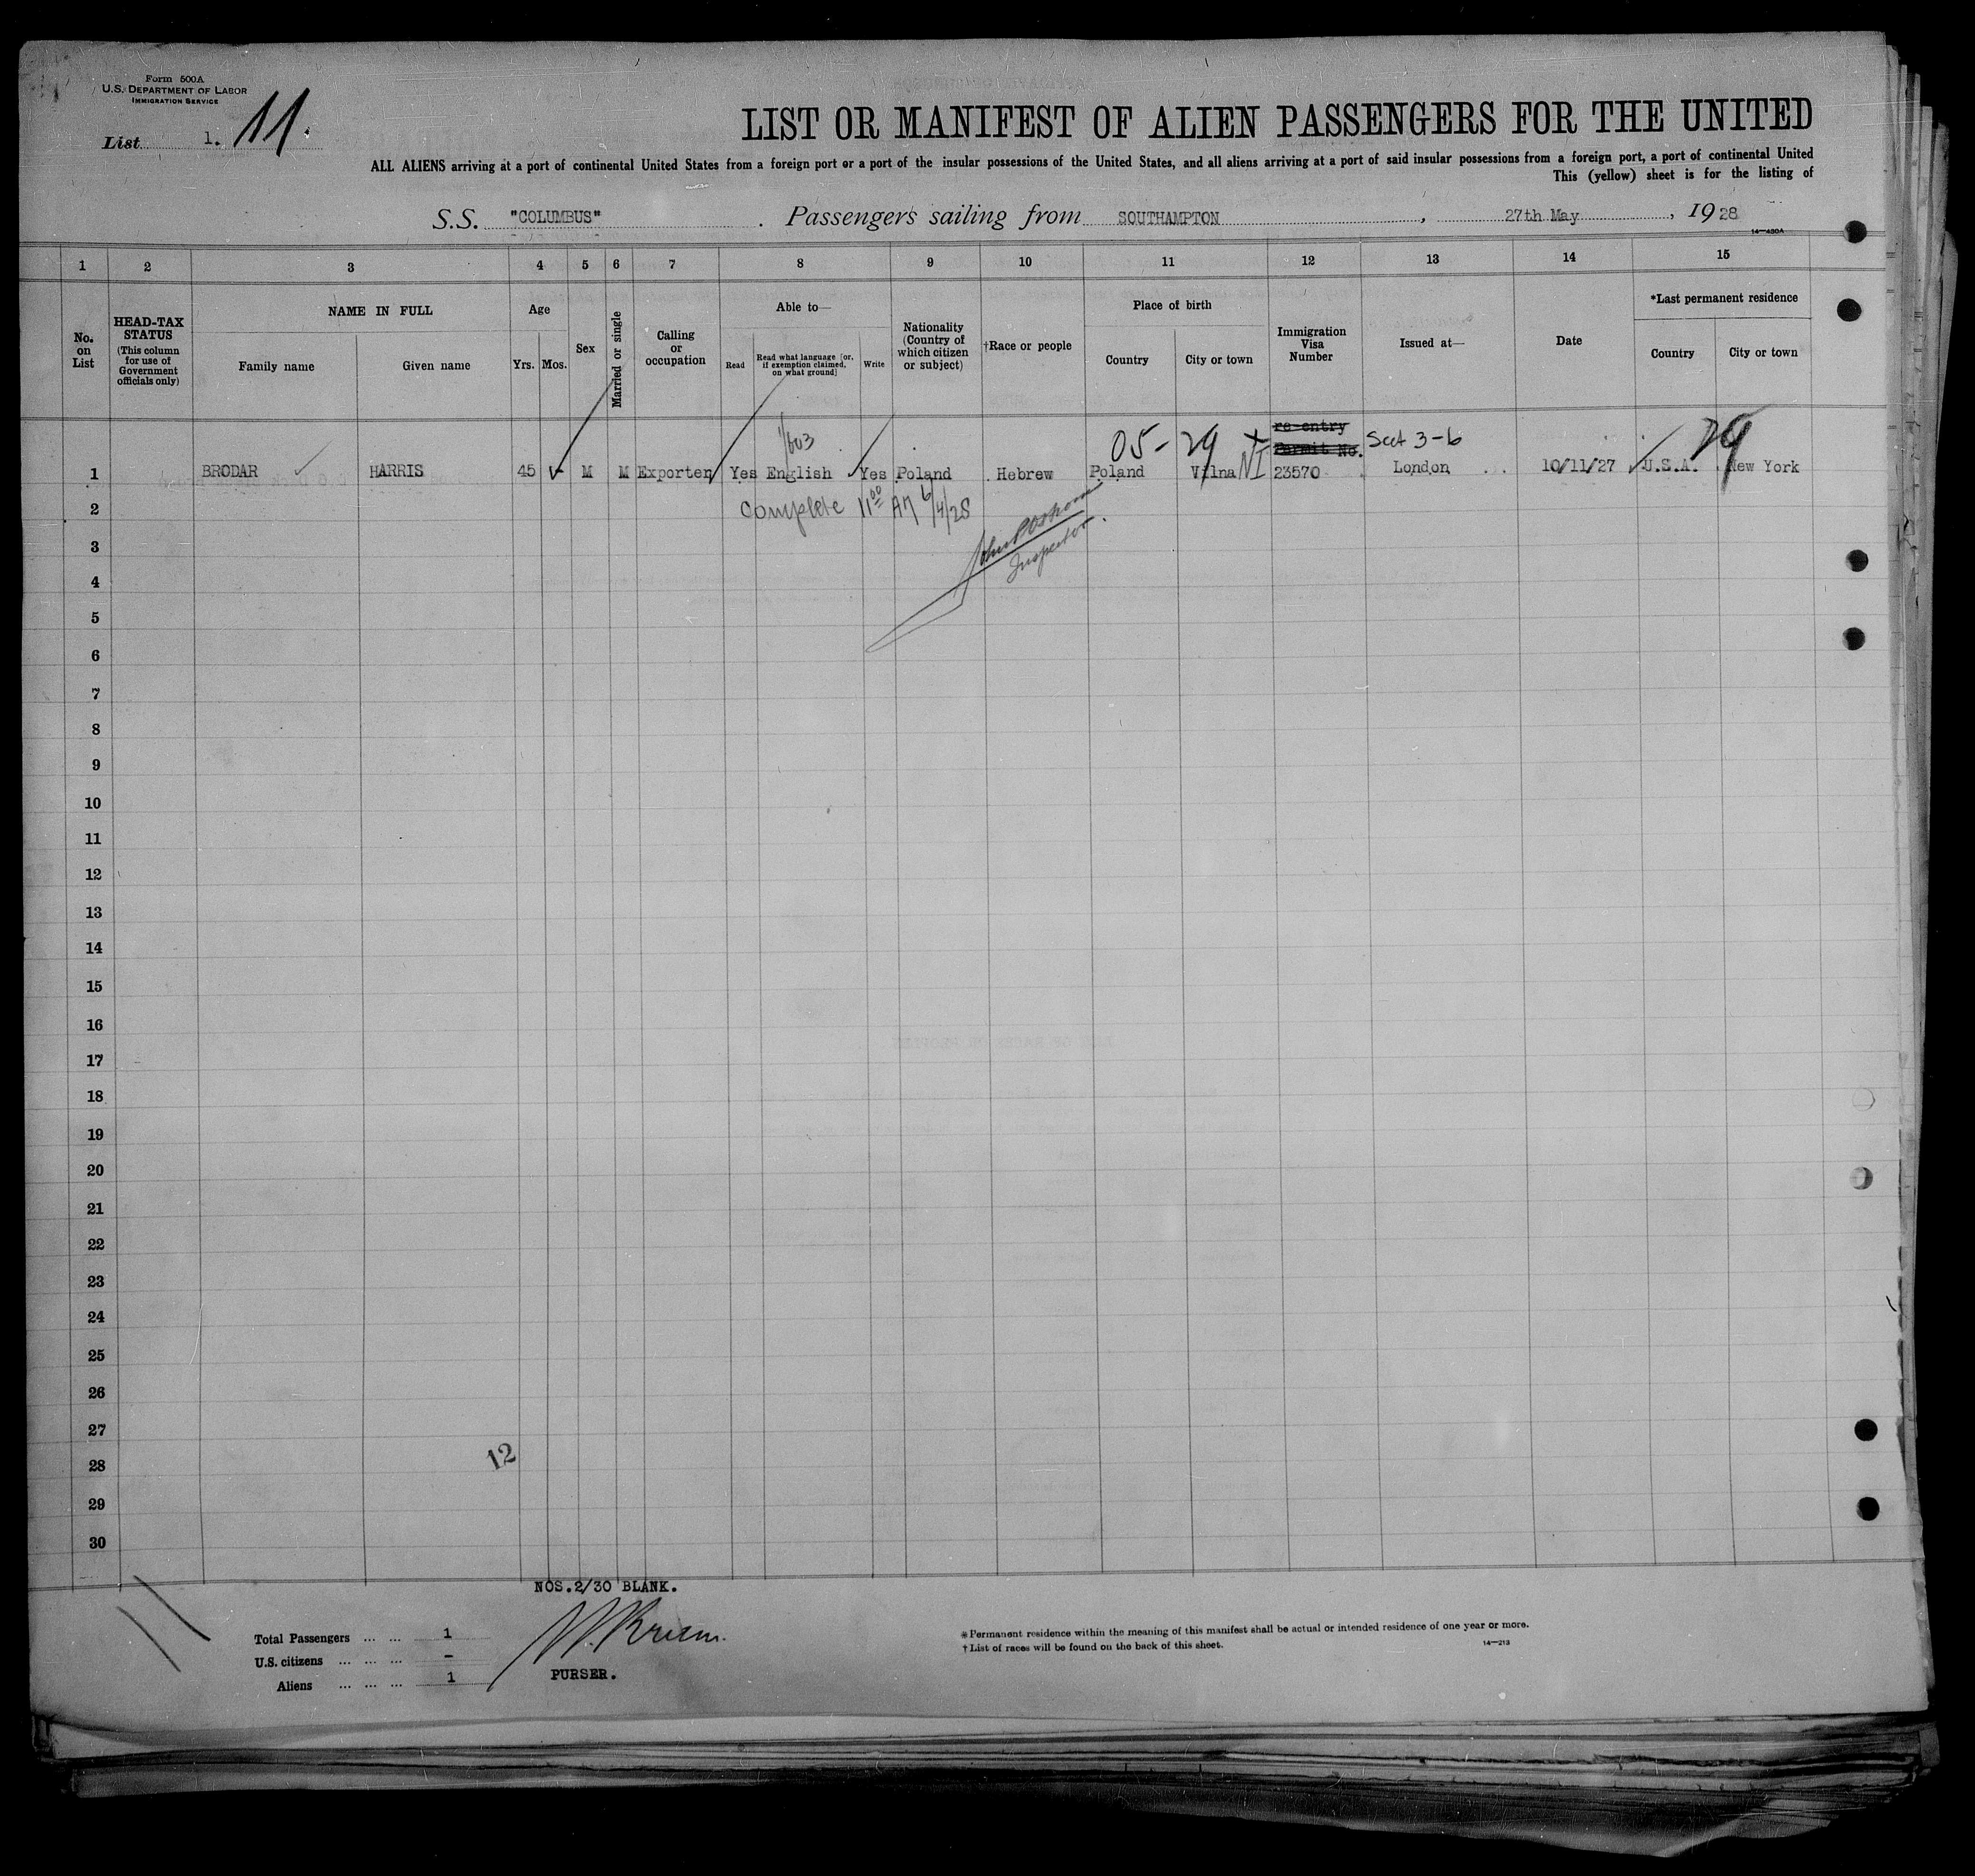 Form 500A
U.S. DEPARTMENT OF LABOR
IMMIGRATION SERVICE
List 1. 11
LIST OR MANIFEST OF ALIEN PASSENGERS FOR THE UNITED
ALL ALIENS arriving at a port of continental United States from a foreign port or a port of the insular possessions of the United States, and all aliens arriving at a port of said insular possessions from a foreign port, a port of continental United
This (yellow) sheet is for the listing of
S.S. "COLUMBUS". Passengers sailing from SOUTHAMPTON, 27th May, 1928
14—480A
1 2 3 4 5 6 7 8 9 10 11 12 13 14 15
No. on List
HEAD-TAX STATUS (This column for use of Government officials only)
NAME IN FULL
Family name Given name
Age
Yrs. Mos.
Sex
Married or single
Calling or occupation
Able to—
Read Read what language [or, if exemption claimed, on what ground] Write
Nationality (Country of which citizen or subject)
†Race or people
Place of birth
Country City or town
Immigration Visa Number
Issued at—
Date
*Last permanent residence
Country City or town
05-29 NI re-entry Permit No. Sect 3-6 29
1 BRODAR HARRIS 45 M M Exporter Yes English Yes Poland Hebrew Poland Vilna 23570 London 10/11/27 U.S.A. New York
2 Complete 11 00 AM 6/4/28
3
Inspector.
4
5
6
7
8
9
10
11
12
13
14
15
16
17
18
19
20
21
22
23
24
25
26
27
12
28
29
30
NOS.2/30 BLANK.
Total Passengers ... ... 1
U.S. citizens ... ... ... –
Aliens ... ... ... 1
PURSER.
*Permanent residence within the meaning of this manifest shall be actual or intended residence of one year or more.
†List of races will be found on the back of this sheet.
14—213